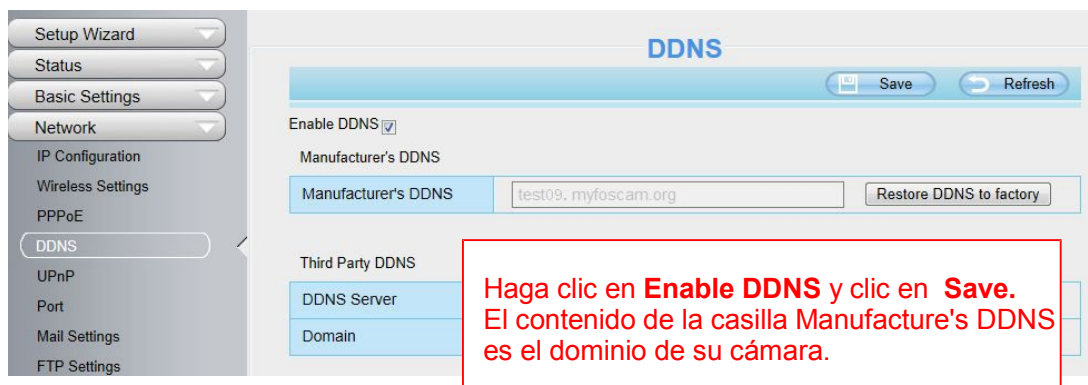 Setup Wizard
Status
Basic Settings
Network
IP Configuration
Wireless Settings
PPPoE
DDNS
UPnP
Port
Mail Settings
FTP Settings
DDNS
Save
Refresh
Enable DDNS
Manufacturer's DDNS
Manufacturer's DDNS
test09.myfoscam.org
Restore DDNS to factory
Third Party DDNS
DDNS Server
Domain
Haga clic en Enable DDNS y clic en Save.
El contenido de la casilla Manufacture's DDNS
es el dominio de su cámara.